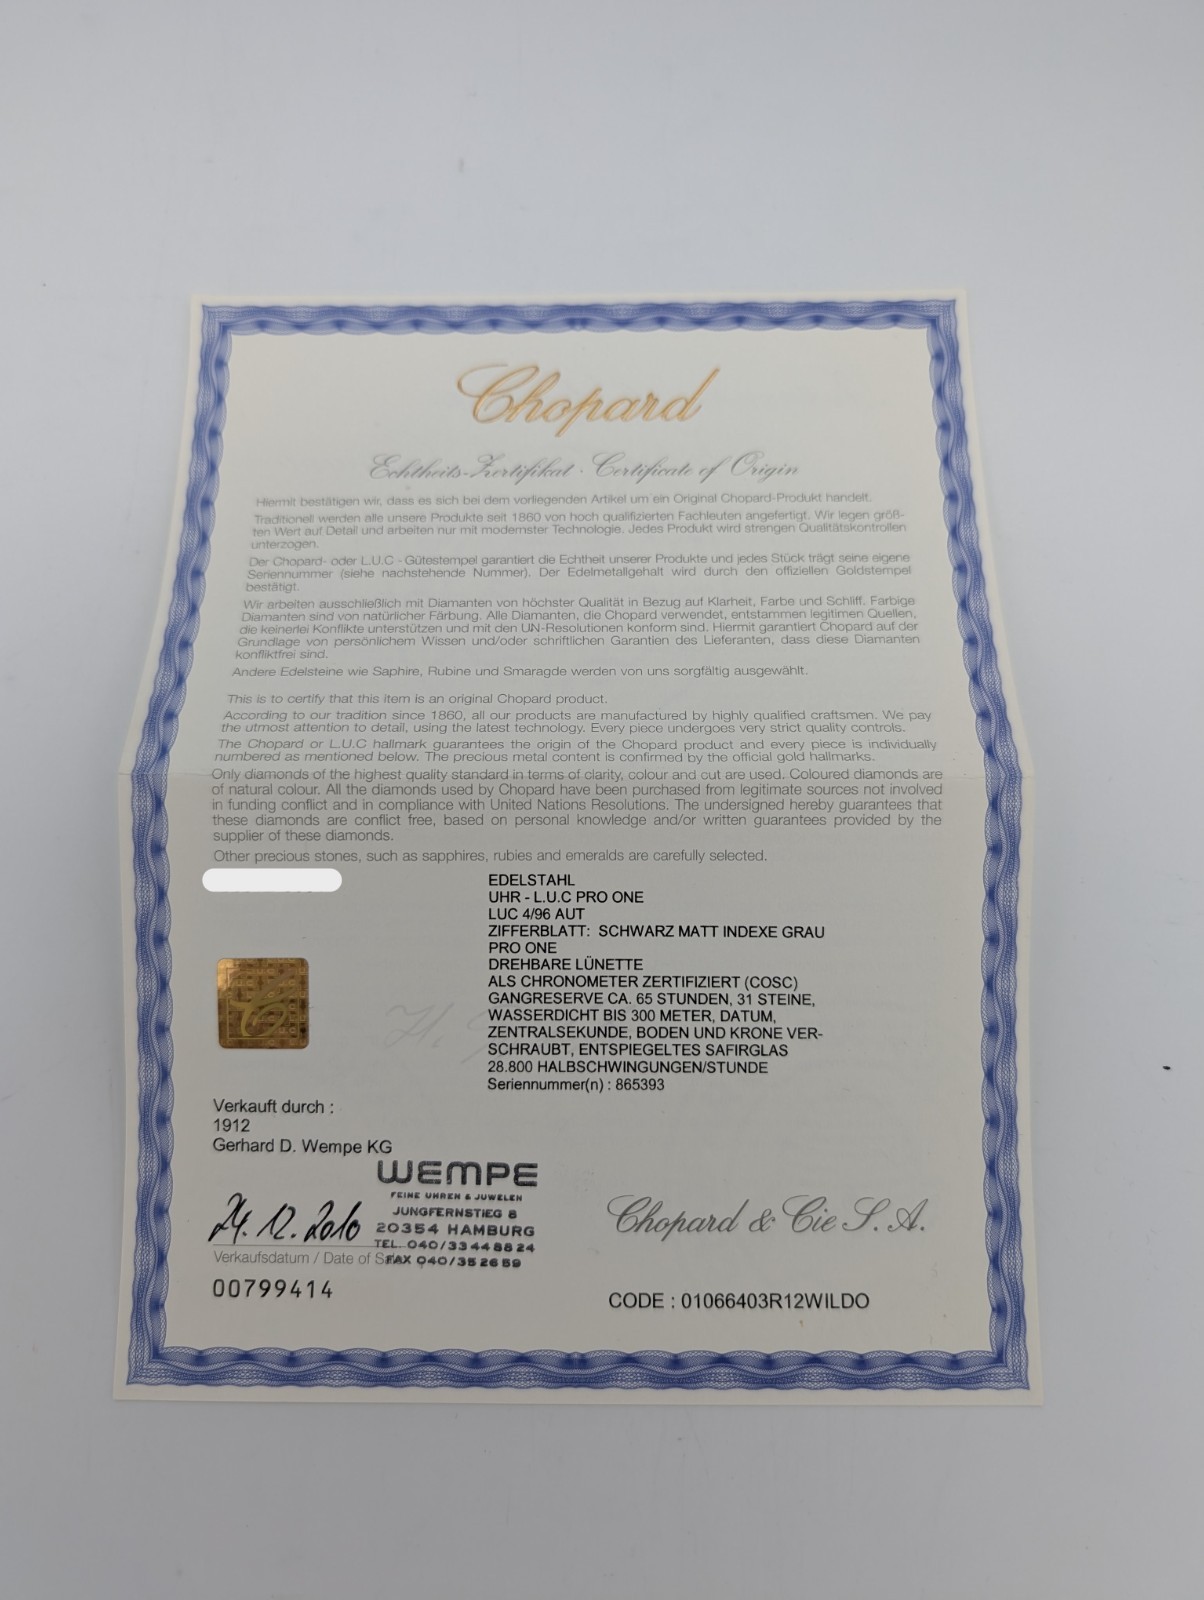 Chopard
Echtheits-Zertifikat · Certificate of Origin
Hiermit bestätigen wir, dass es sich bei dem vorliegenden Artikel um ein Original Chopard-Produkt handelt.
Traditionell werden alle unsere Produkte seit 1860 von hoch qualifizierten Fachleuten angefertigt. Wir legen größ-
ten Wert auf Detail und arbeiten nur mit modernster Technologie. Jedes Produkt wird strengen Qualitätskontrollen
unterzogen.
Der Chopard- oder L.U.C - Gütestempel garantiert die Echtheit unserer Produkte und jedes Stück trägt seine eigene
Seriennummer (siehe nachstehende Nummer). Der Edelmetallgehalt wird durch den offiziellen Goldstempel
bestätigt.
Wir arbeiten ausschließlich mit Diamanten von höchster Qualität in Bezug auf Klarheit, Farbe und Schliff. Farbige
Diamanten sind von natürlicher Färbung. Alle Diamanten, die Chopard verwendet, entstammen legitimen Quellen,
die keinerlei Konflikte unterstützen und mit den UN-Resolutionen konform sind. Hiermit garantiert Chopard auf der
Grundlage von persönlichem Wissen und/oder schriftlichen Garantien des Lieferanten, dass diese Diamanten
konfliktfrei sind.
Andere Edelsteine wie Saphire, Rubine und Smaragde werden von uns sorgfältig ausgewählt.
This is to certify that this item is an original Chopard product.
According to our tradition since 1860, all our products are manufactured by highly qualified craftsmen. We pay
the utmost attention to detail, using the latest technology. Every piece undergoes very strict quality controls.
The Chopard or L.U.C hallmark guarantees the origin of the Chopard product and every piece is individually
numbered as mentioned below. The precious metal content is confirmed by the official gold hallmarks.
Only diamonds of the highest quality standard in terms of clarity, colour and cut are used. Coloured diamonds are
of natural colour. All the diamonds used by Chopard have been purchased from legitimate sources not involved
in funding conflict and in compliance with United Nations Resolutions. The undersigned hereby guarantees that
these diamonds are conflict free, based on personal knowledge and/or written guarantees provided by the
supplier of these diamonds.
Other precious stones, such as sapphires, rubies and emeralds are carefully selected.
EDELSTAHL
UHR - L.U.C PRO ONE
LUC 4/96 AUT
ZIFFERBLATT: SCHWARZ MATT INDEXE GRAU
PRO ONE
DREHBARE LÜNETTE
ALS CHRONOMETER ZERTIFIZIERT (COSC)
GANGRESERVE CA. 65 STUNDEN, 31 STEINE,
WASSERDICHT BIS 300 METER, DATUM,
ZENTRALSEKUNDE, BODEN UND KRONE VER-
SCHRAUBT, ENTSPIEGELTES SAFIRGLAS
28.800 HALBSCHWINGUNGEN/STUNDE
Seriennummer(n) : 865393
Verkauft durch :
1912
Gerhard D. Wempe KG
WEMPE
FEINE UHREN & JUWELEN
JUNGFERNSTIEG 8
20354 HAMBURG
TEL. 040/33448824
FAX 040/352659
24.12.2010
Verkaufsdatum / Date of
00799414
Chopard & Cie S.A.
CODE : 01066403R12WILDO